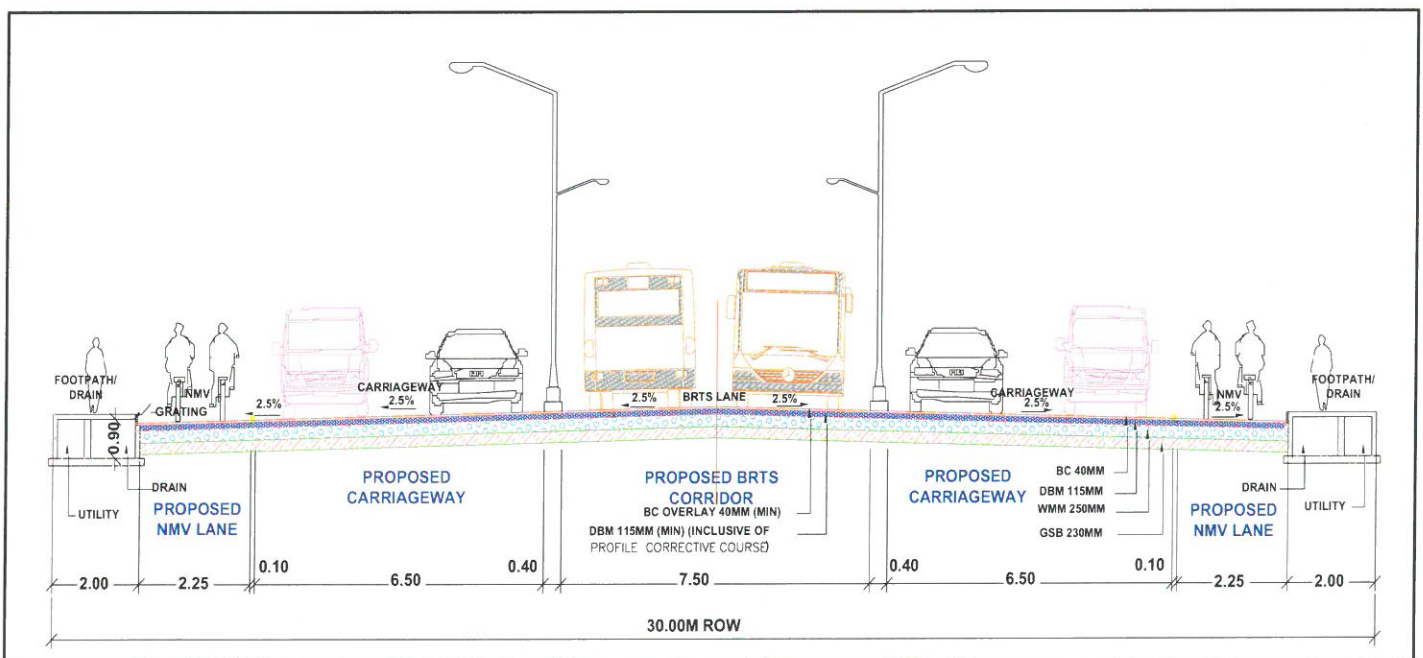 FOOTPATH/
DRAIN
NMV
GRATING
0.90
2.5%
CARRIAGEWAY
2.5%
2.5%
BRTS LANE
2.5%
CARRIAGEWAY
2.5%
NMV
2.5%
FOOTPATH/
DRAIN
DRAIN
UTILITY
PROPOSED
NMV LANE
PROPOSED
CARRIAGEWAY
PROPOSED BRTS
CORRIDOR
BC OVERLAY 40MM (MIN)
DBM 115MM (MIN) (INCLUSIVE OF
PROFILE CORRECTIVE COURSE)
PROPOSED
CARRIAGEWAY
BC 40MM
DBM 115MM
WMM 250MM
GSB 230MM
PROPOSED
NMV LANE
DRAIN
UTILITY
2.00
2.25
0.10
6.50
0.40
7.50
0.40
6.50
0.10
2.25
2.00
30.00M ROW